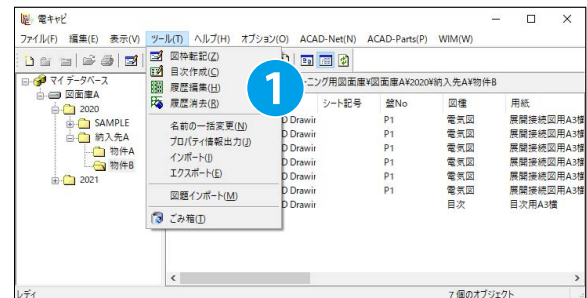 電キャビ
ファイル(F) 編集(E) 表示(V) ツール(T) ヘルプ(H) オプション(O) ACAD-Net(N) ACAD-Parts(P) WIM(W)
図枠転記(Z)
目次作成(C)
履歴編集(H)
履歴消去(R)
名前の一括変更(N)
プロパティ情報出力(J)
インポート(I)
エクスポート(E)
図題インポート(M)
ごみ箱(T)
1
マイ データベース
図面庫A
2020
SAMPLE
納入先A
物件A
物件B
2021
ニング用図面庫¥図面庫A¥2020¥納入先A¥物件B
シート記号 盤No 図種 用紙
D Drawir P1 電気図 展開接続図用A3横
D Drawir P1 電気図 展開接続図用A3横
D Drawir P1 電気図 展開接続図用A3横
D Drawir P1 電気図 展開接続図用A3横
D Drawir P1 電気図 展開接続図用A3横
D Drawir P1 電気図 展開接続図用A3横
D Drawir 目次 目次用A3横
レディ 7 個のオブジェクト